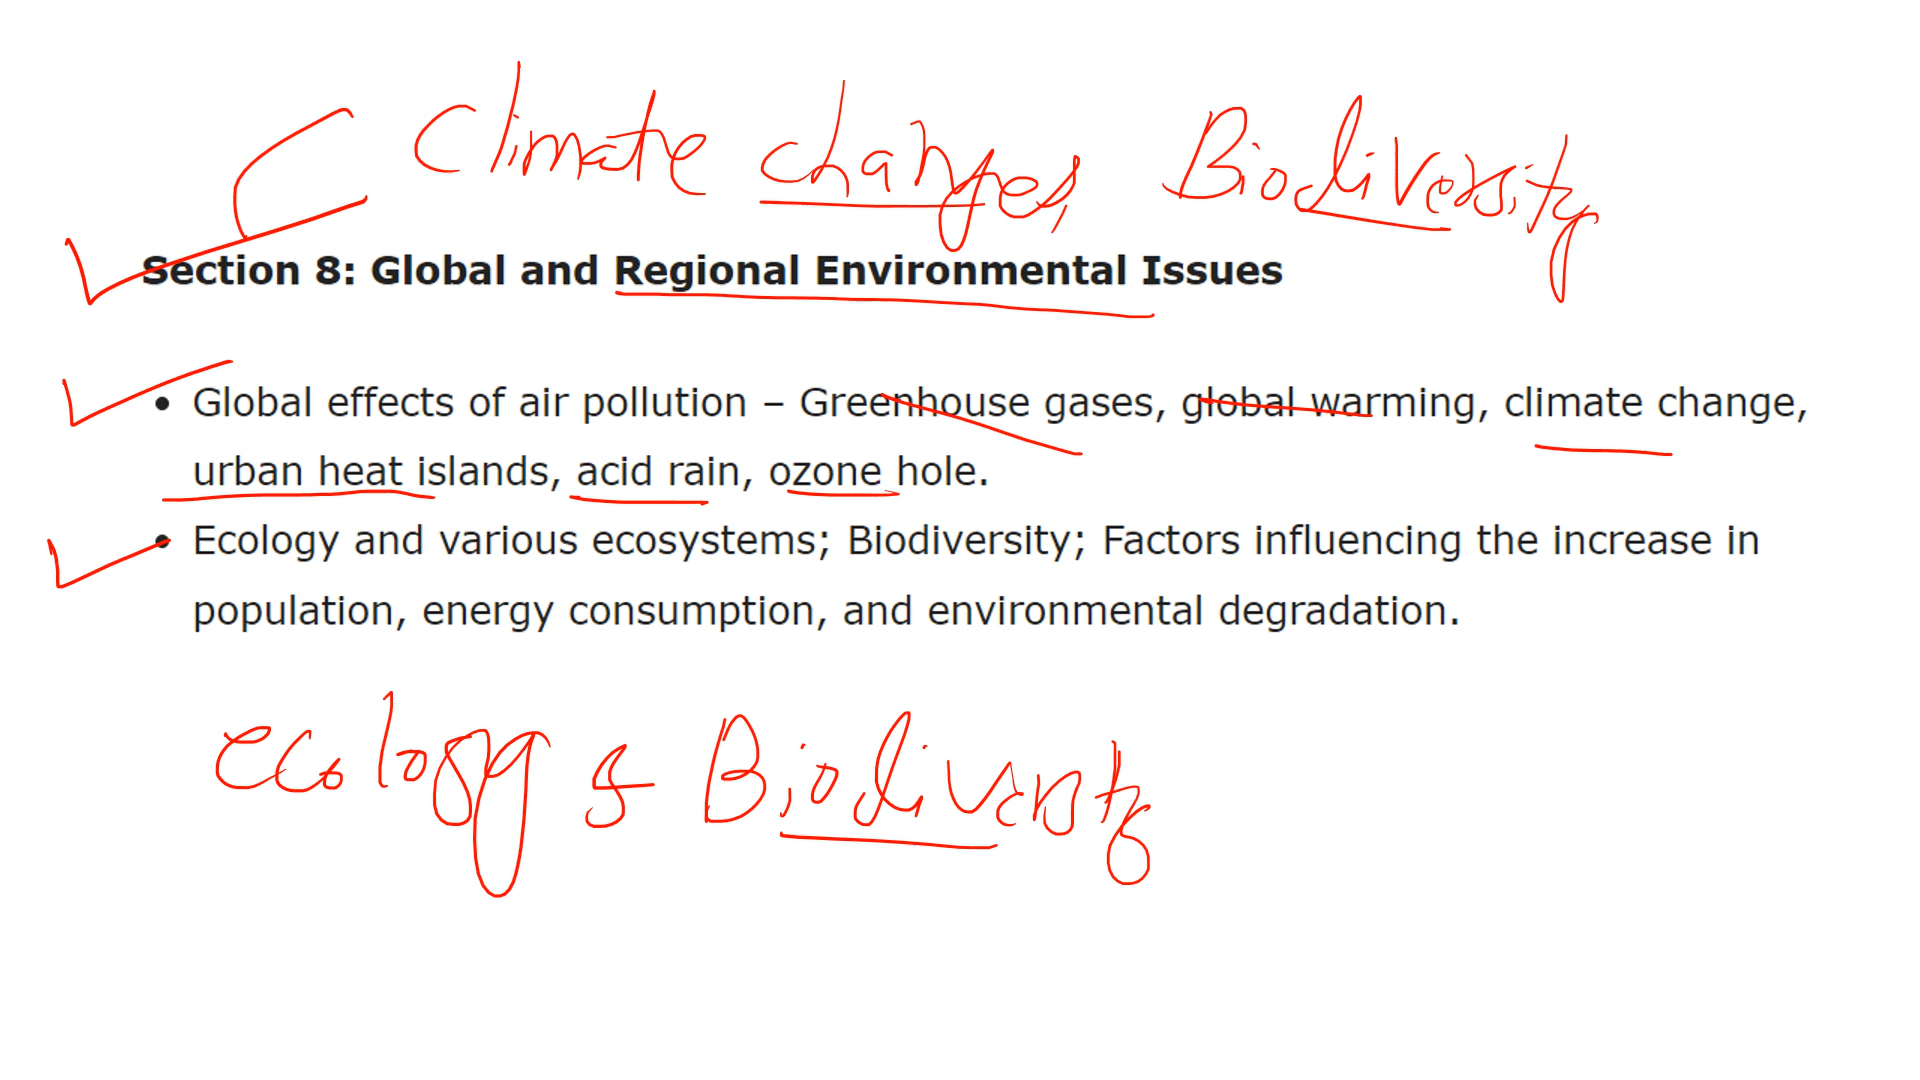 Climate changes, Biodiversity
Section 8: Global and Regional Environmental Issues
• Global effects of air pollution – Greenhouse gases, global warming, climate change,
urban heat islands, acid rain, ozone hole.
• Ecology and various ecosystems; Biodiversity; Factors influencing the increase in
population, energy consumption, and environmental degradation.
ecology & Biodiversity